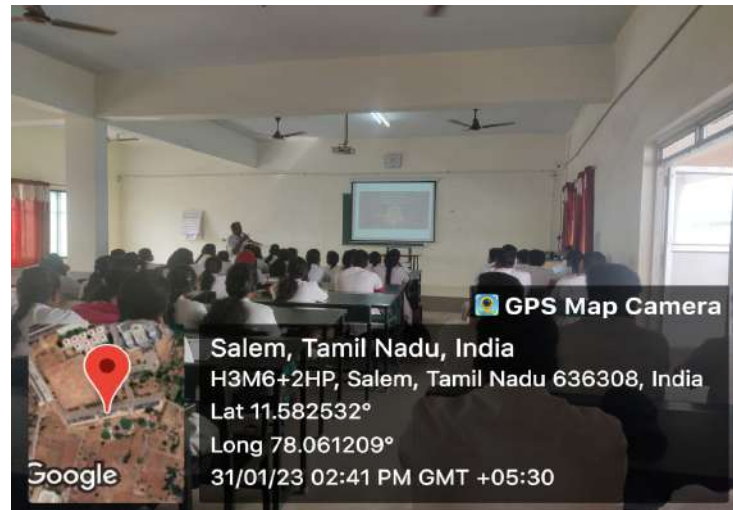 GPS Map Camera
Salem, Tamil Nadu, India
H3M6+2HP, Salem, Tamil Nadu 636308, India
Lat 11.582532°
Long 78.061209°
31/01/23 02:41 PM GMT +05:30
Google